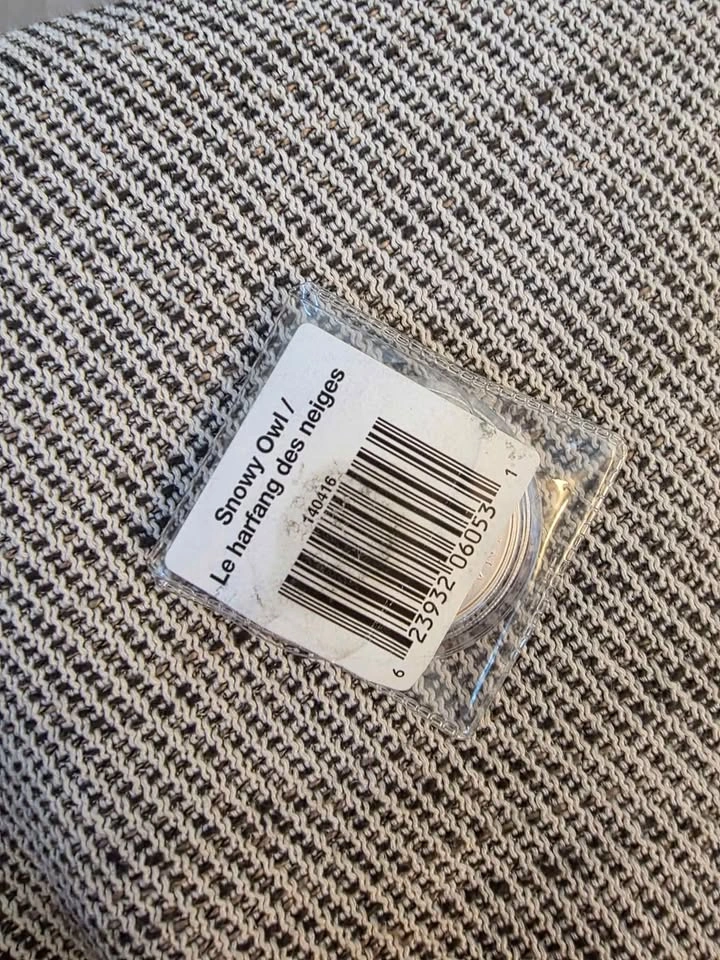 Snowy Owl /
Le harfang des neiges
140416
6 23932 06053 1